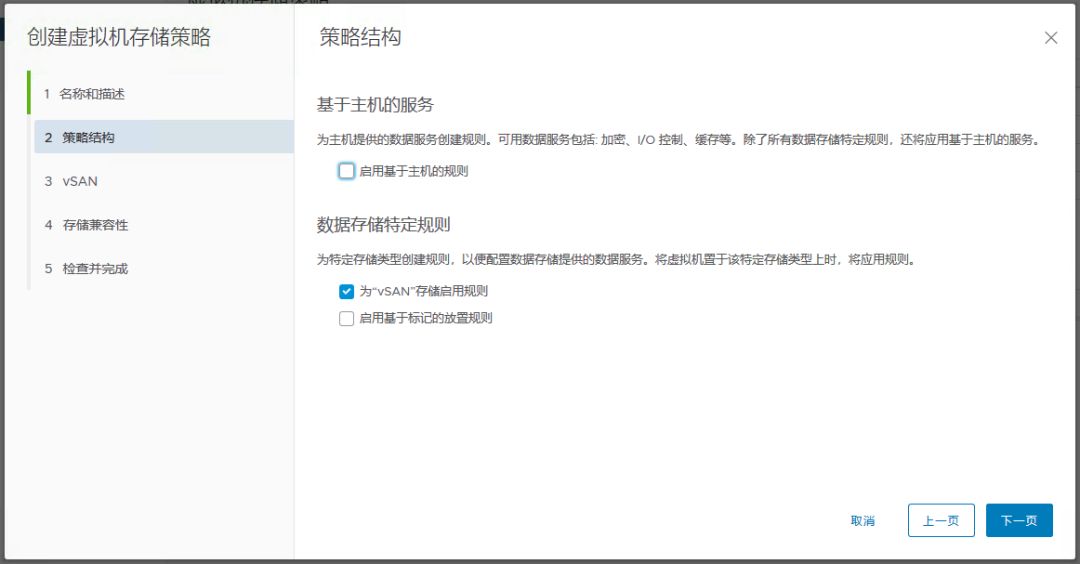 创建虚拟机存储策略
1 名称和描述
2 策略结构
3 vSAN
4 存储兼容性
5 检查并完成
策略结构
基于主机的服务
为主机提供的数据服务创建规则。可用数据服务包括: 加密、I/O 控制、缓存等。除了所有数据存储特定规则，还将应用基于主机的服务。
启用基于主机的规则
数据存储特定规则
为特定存储类型创建规则，以便配置数据存储提供的数据服务。将虚拟机置于该特定存储类型上时，将应用规则。
为“vSAN”存储启用规则
启用基于标记的放置规则
取消
上一页
下一页